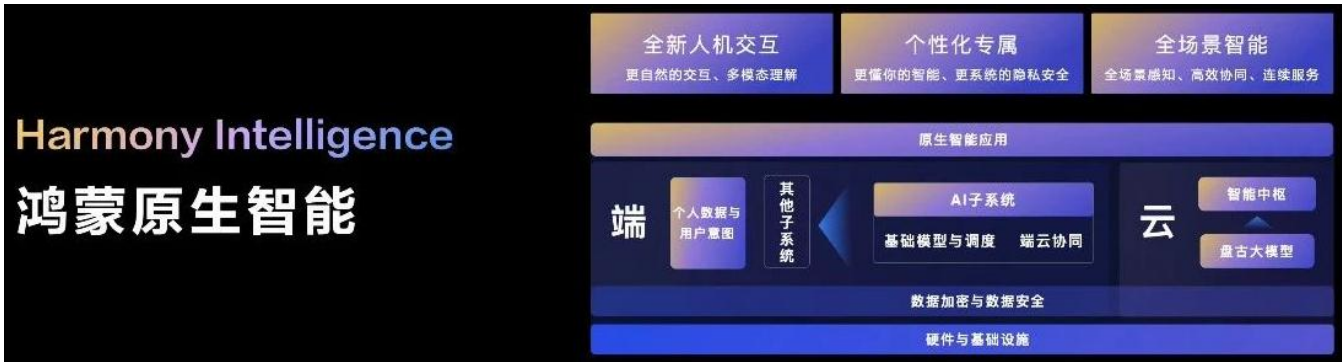 Harmony Intelligence
鸿蒙原生智能
全新人机交互
更自然的交互、多模态理解
个性化专属
更懂你的智能、更系统的隐私安全
全场景智能
全场景感知、高效协同、连续服务
原生智能应用
端
个人数据与
用户意图
其他子系统
AI子系统
基础模型与调度 端云协同
云
智能中枢
盘古大模型
数据加密与数据安全
硬件与基础设施